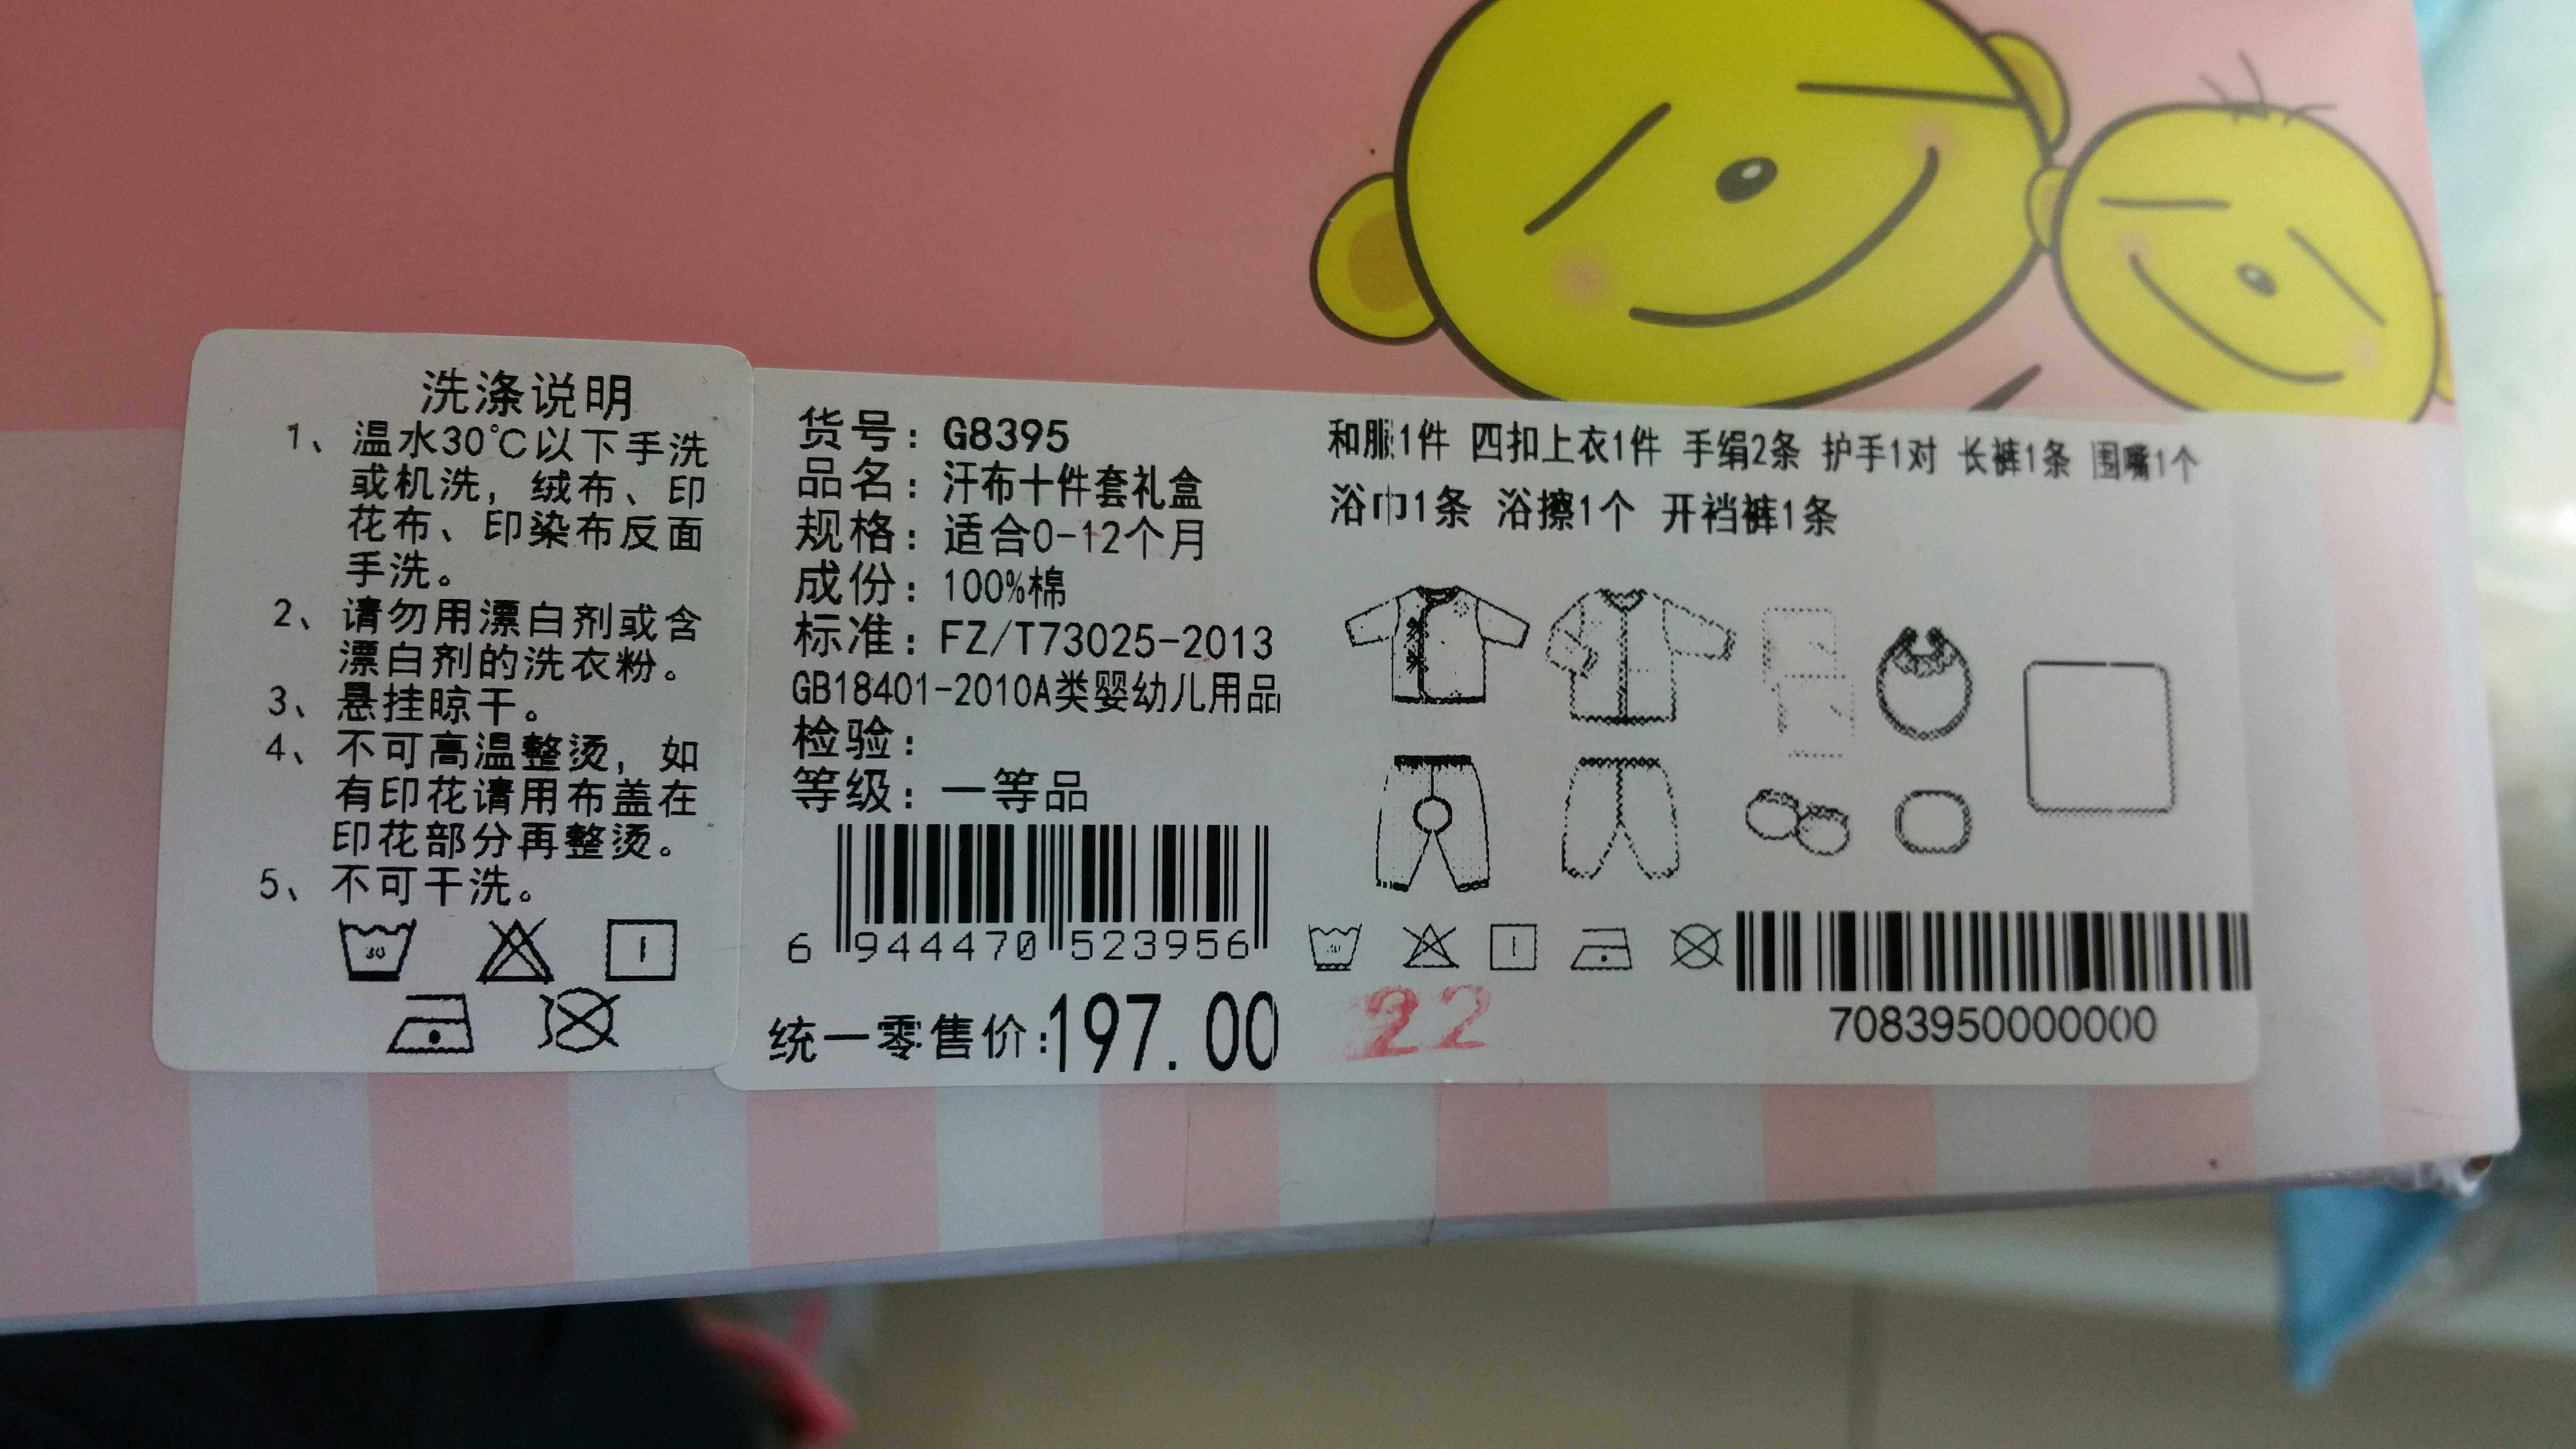 洗涤说明
1、温水30℃以下手洗
或机洗，绒布、印
花布、印染布反面
手洗。
2、请勿用漂白剂或含
漂白剂的洗衣粉。
3、悬挂晾干。
4、不可高温整烫，如
有印花请用布盖在
印花部分再整烫。
5、不可干洗。
30
货号：G8395
品名：汗布十件套礼盒
规格：适合0-12个月
成份：100%棉
标准：FZ/T73025-2013
GB18401-2010A类婴幼儿用品
检验：
等级：一等品
6 944470 523956
统一零售价:197.00
和服1件 四扣上衣1件 手绢2条 护手1对 长裤1条 围嘴1个
浴巾1条 浴擦1个 开裆裤1条
22
7083950000000